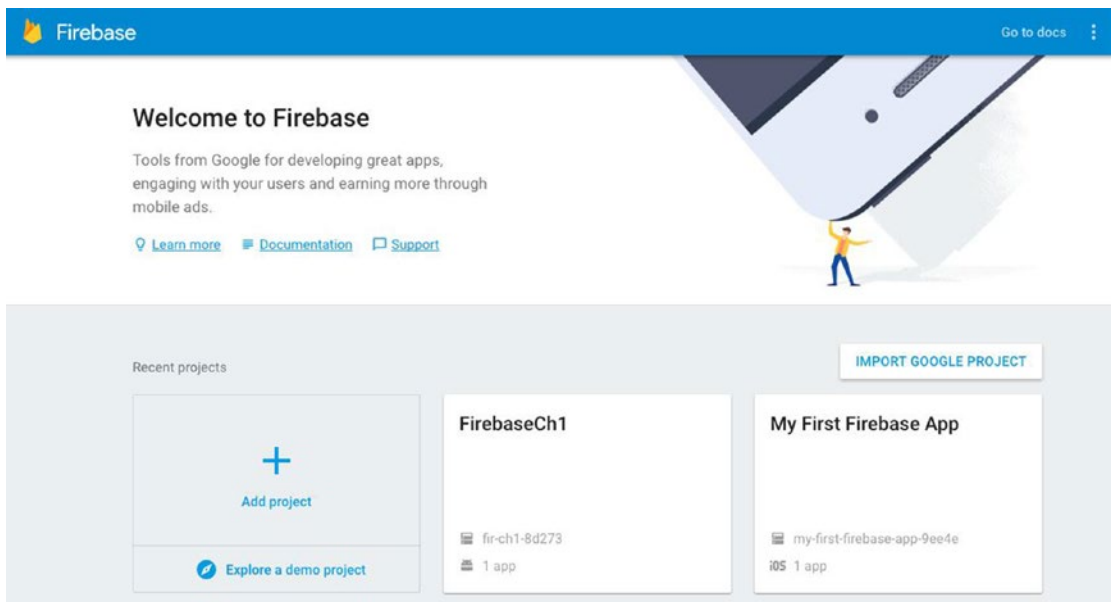 Firebase
Go to docs
Welcome to Firebase
Tools from Google for developing great apps,
engaging with your users and earning more through
mobile ads.
Learn more Documentation Support
Recent projects
IMPORT GOOGLE PROJECT
Add project
Explore a demo project
FirebaseCh1
fir-ch1-8d273
1 app
My First Firebase App
my-first-firebase-app-9ee4e
iOS 1 app